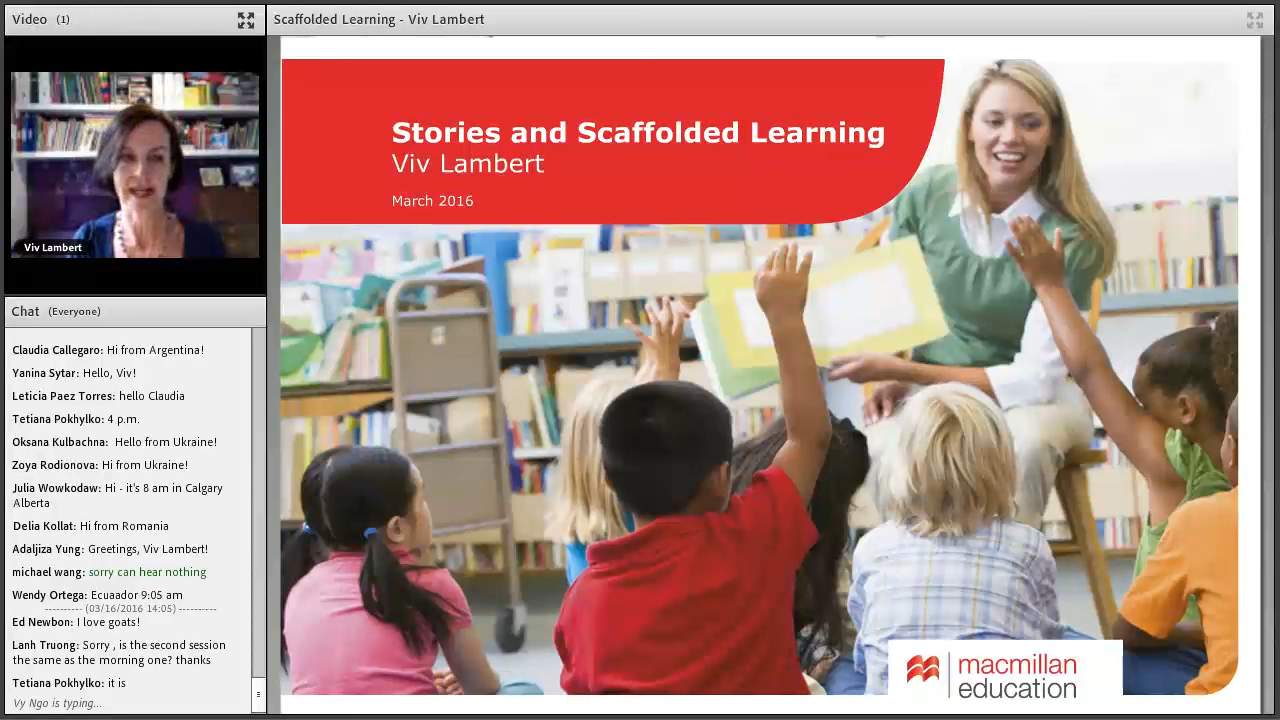 Video (1)
Viv Lambert
Chat (Everyone)
Claudia Callegaro: Hi from Argentina!
Yanina Sytar: Hello, Viv!
Leticia Paez Torres: hello Claudia
Tetiana Pokhylko: 4 p.m.
Oksana Kulbachna: Hello from Ukraine!
Zoya Rodionova: Hi from Ukraine!
Julia Wowkodaw: Hi - it's 8 am in Calgary
Alberta
Delia Kollat: Hi from Romania
Adaljiza Yung: Greetings, Viv Lambert!
michael wang: sorry can hear nothing
Wendy Ortega: Ecuaador 9:05 am
---------- (03/16/2016 14:05) ----------
Ed Newbon: I love goats!
Lanh Truong: Sorry , is the second session
the same as the morning one? thanks
Tetiana Pokhylko: it is
Vy Ngo is typing...
Scaffolded Learning - Viv Lambert
Stories and Scaffolded Learning
Viv Lambert
March 2016
macmillan
education